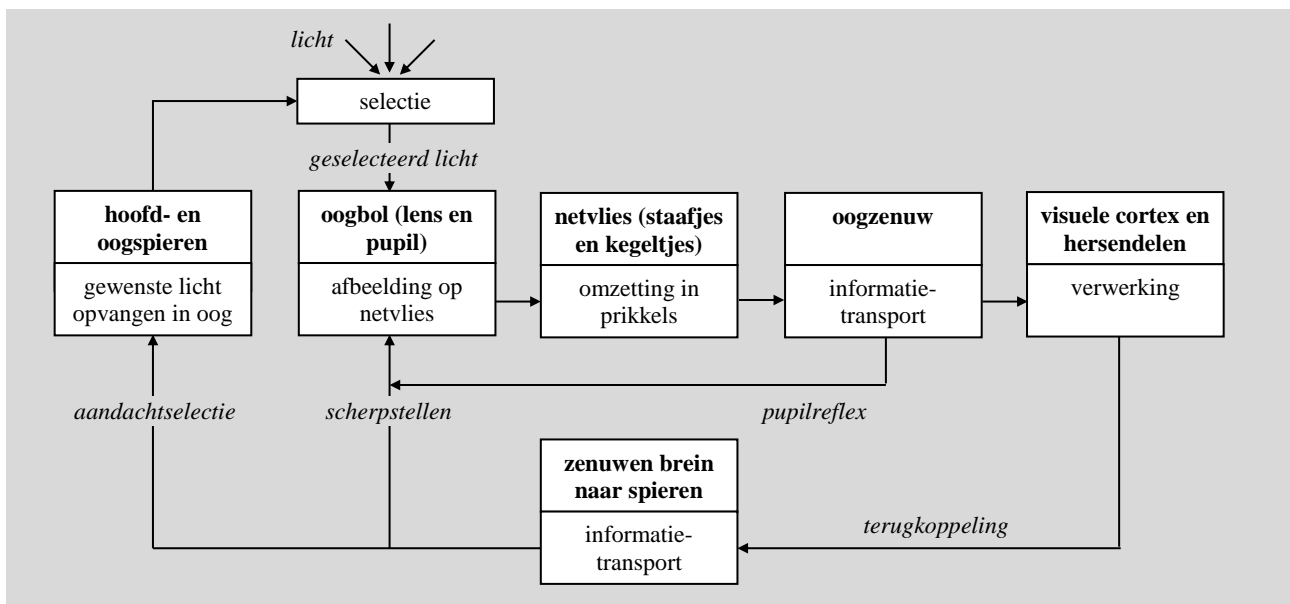 licht
selectie
geselecteerd licht
hoofd- en
oogspieren
gewenste licht
opvangen in oog
oogbol (lens en
pupil)
afbeelding op
netvlies
netvlies (staafjes
en kegeltjes)
omzetting in
prikkels
oogzenuw
informatie-
transport
visuele cortex en
hersendelen
verwerking
aandachtselectie
scherpstellen
pupilreflex
zenuwen brein
naar spieren
informatie-
transport
terugkoppeling